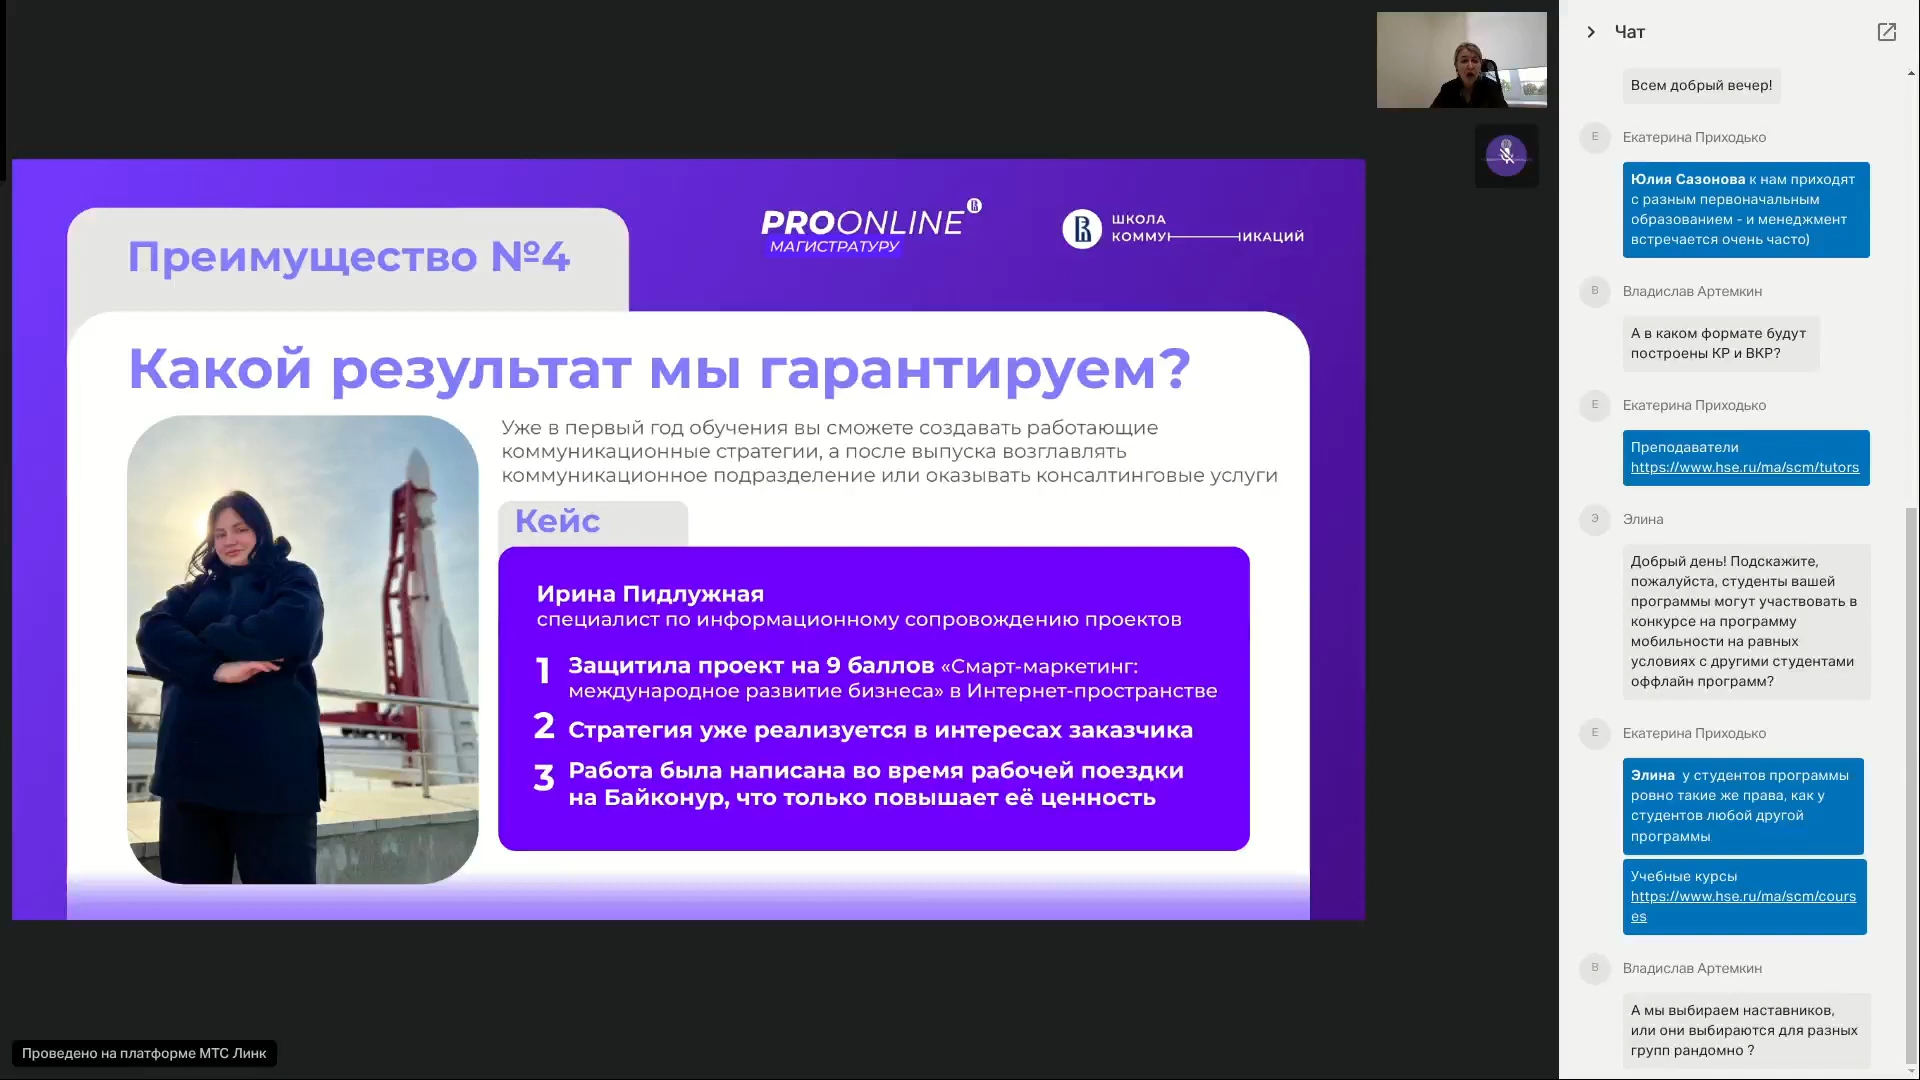 Преимущество №4
PROONLINE
МАГИСТРАТУРУ
ШКОЛА
КОММУ ИКАЦИЙ
Какой результат мы гарантируем?
Уже в первый год обучения вы сможете создавать работающие
коммуникационные стратегии, а после выпуска возглавлять
коммуникационное подразделение или оказывать консалтинговые услуги
Кейс
Ирина Пидлужная
специалист по информационному сопровождению проектов
1 Защитила проект на 9 баллов «Смарт-маркетинг:
международное развитие бизнеса» в Интернет-пространстве
2 Стратегия уже реализуется в интересах заказчика
3 Работа была написана во время рабочей поездки
на Байконур, что только повышает её ценность
Проведено на платформе МТС Линк
Чат
Всем добрый вечер!
Е
Екатерина Приходько
Юлия Сазонова к нам приходят
с разным первоначальным
образованием - и менеджмент
встречается очень часто)
В
Владислав Артемкин
А в каком формате будут
построены КР и ВКР?
Е
Екатерина Приходько
Преподаватели
https://www.hse.ru/ma/scm/tutors
Э
Элина
Добрый день! Подскажите,
пожалуйста, студенты вашей
программы могут участвовать в
конкурсе на программу
мобильности на равных
условиях с другими студентами
оффлайн программ?
Е
Екатерина Приходько
Элина у студентов программы
ровно такие же права, как у
студентов любой другой
программы
Учебные курсы
https://www.hse.ru/ma/scm/cours
es
В
Владислав Артемкин
А мы выбираем наставников,
или они выбираются для разных
групп рандомно ?